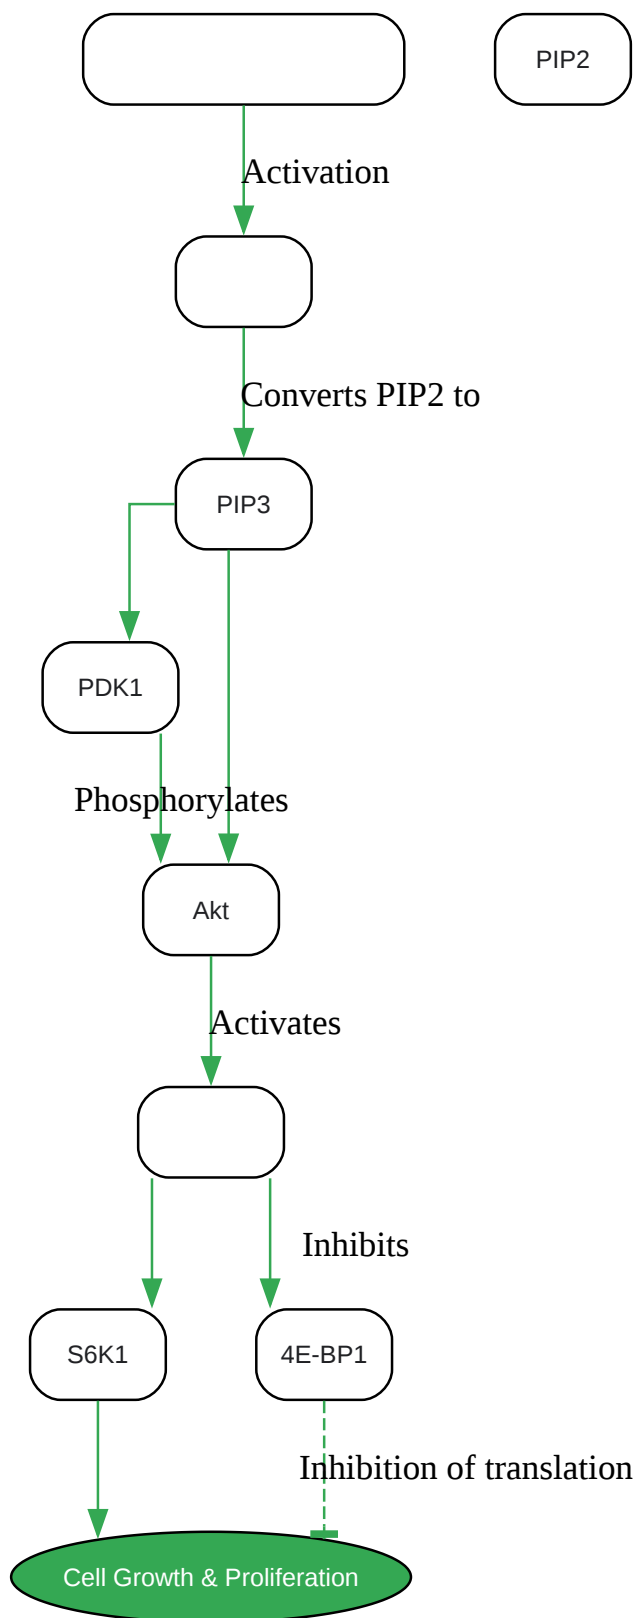 PIP2
Activation
Converts PIP2 to
PIP3
PDK1
Phosphorylates
Akt
Activates
Inhibits
S6K1
4E-BP1
Inhibition of translation
Cell Growth & Proliferation